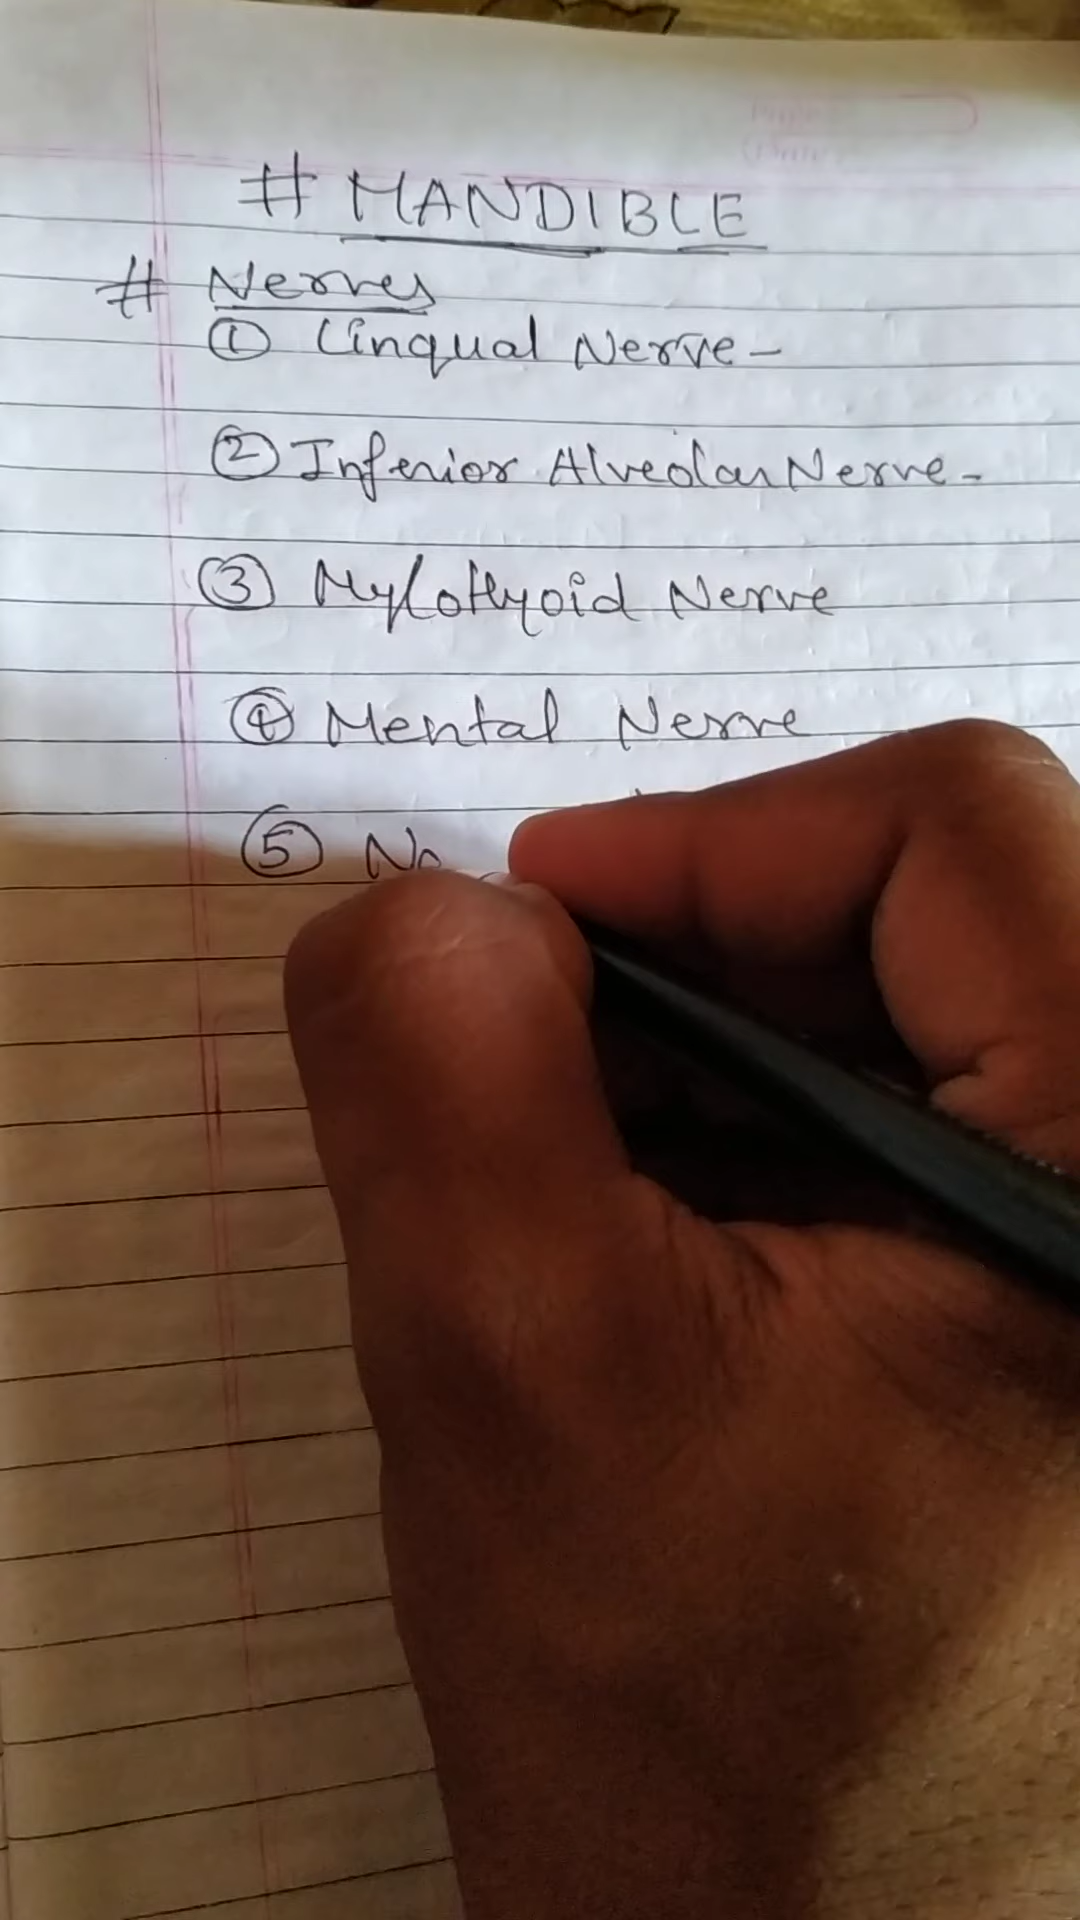 # MANDIBLE
# Nerves
① Linqual Nerve -
② Inferior Alveolar Nerve -
③ Mylohyoid Nerve
④ Mental Nerve
⑤